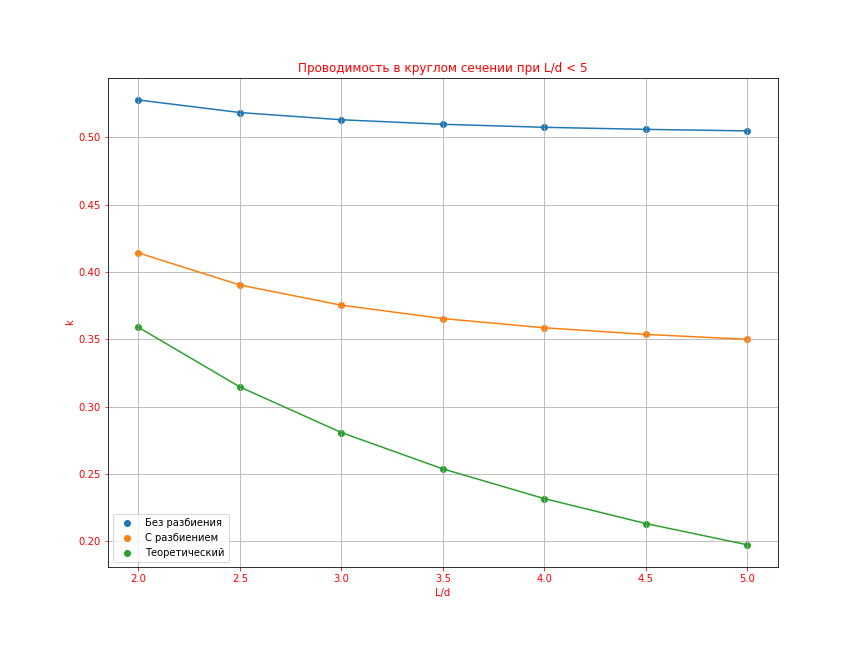 Проводимость в круглом сечении при L/d < 5
k
0.50
0.45
0.40
0.35
0.30
0.25
0.20
Без разбиения
С разбиением
Теоретический
2.0 2.5 3.0 3.5 4.0 4.5 5.0
L/d